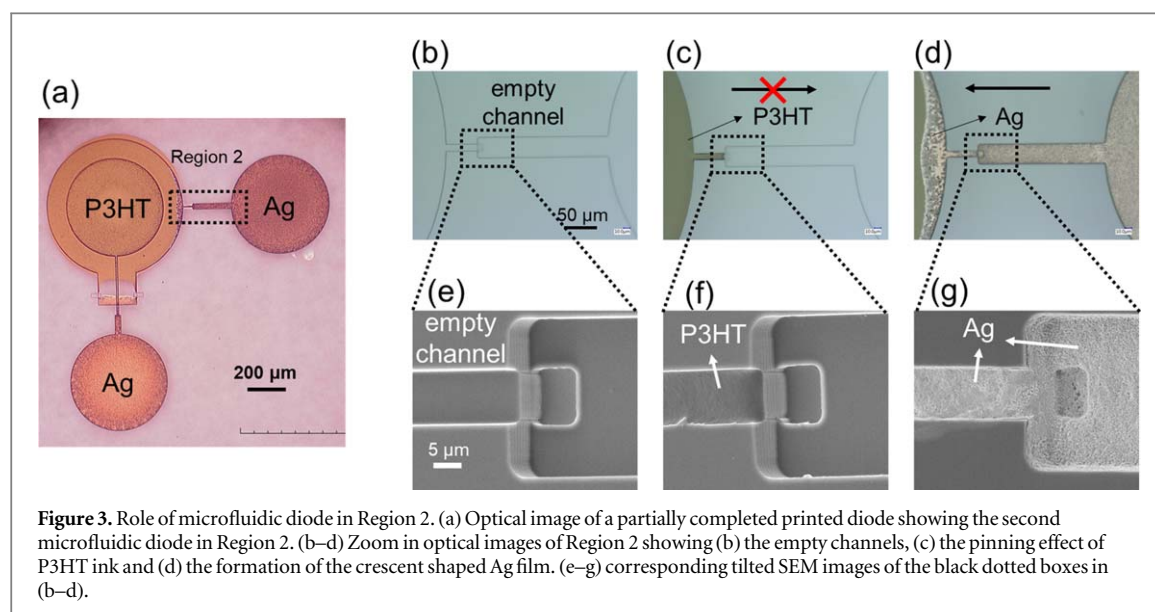 (a)
P3HT
Region 2
Ag
Ag
200 µm
(b)
empty
channel
50 µm
(c)
P3HT
(d)
Ag
(e)
empty
channel
5 µm
(f)
P3HT
(g)
Ag
Figure 3. Role of microfluidic diode in Region 2. (a) Optical image of a partially completed printed diode showing the second
microfluidic diode in Region 2. (b–d) Zoom in optical images of Region 2 showing (b) the empty channels, (c) the pinning effect of
P3HT ink and (d) the formation of the crescent shaped Ag film. (e–g) corresponding tilted SEM images of the black dotted boxes in
(b–d).